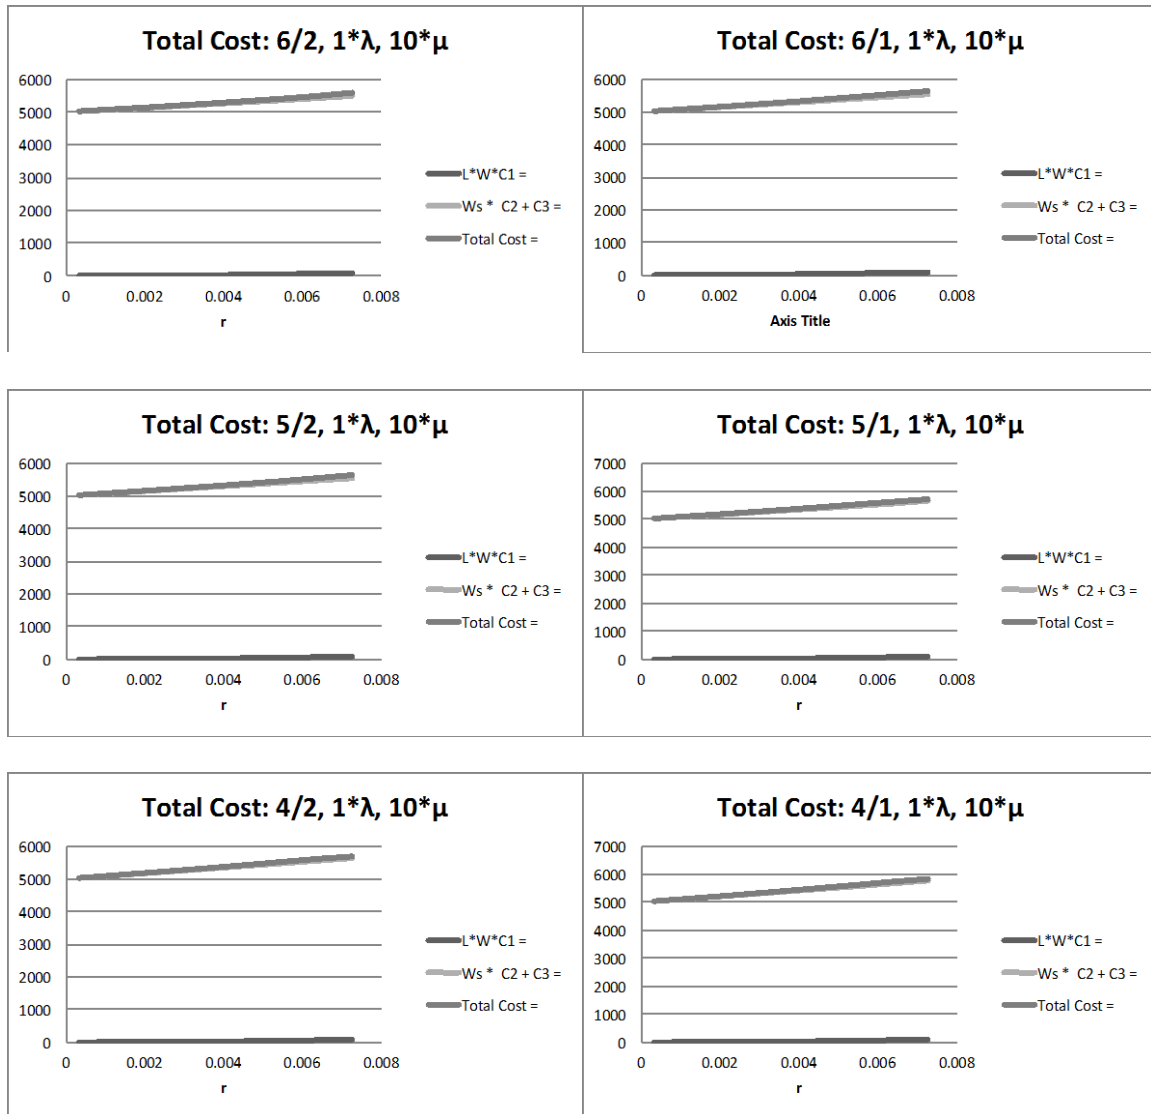 Total Cost: 6/2, 1*λ, 10*μ
6000
5000
4000
3000
2000
1000
0
0 0.002 0.004 0.006 0.008
r
L*W*C1 =
Ws * C2 + C3 =
Total Cost =
Total Cost: 6/1, 1*λ, 10*μ
6000
5000
4000
3000
2000
1000
0
0 0.002 0.004 0.006 0.008
Axis Title
L*W*C1 =
Ws * C2 + C3 =
Total Cost =
Total Cost: 5/2, 1*λ, 10*μ
6000
5000
4000
3000
2000
1000
0
0 0.002 0.004 0.006 0.008
r
L*W*C1 =
Ws * C2 + C3 =
Total Cost =
Total Cost: 5/1, 1*λ, 10*μ
7000
6000
5000
4000
3000
2000
1000
0
0 0.002 0.004 0.006 0.008
r
L*W*C1 =
Ws * C2 + C3 =
Total Cost =
Total Cost: 4/2, 1*λ, 10*μ
6000
5000
4000
3000
2000
1000
0
0 0.002 0.004 0.006 0.008
r
L*W*C1 =
Ws * C2 + C3 =
Total Cost =
Total Cost: 4/1, 1*λ, 10*μ
7000
6000
5000
4000
3000
2000
1000
0
0 0.002 0.004 0.006 0.008
r
L*W*C1 =
Ws * C2 + C3 =
Total Cost =